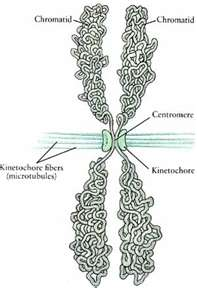 Chromatid
Chromatid
Centromere
Kinetochore fibers
(microtubules)
Kinetochore